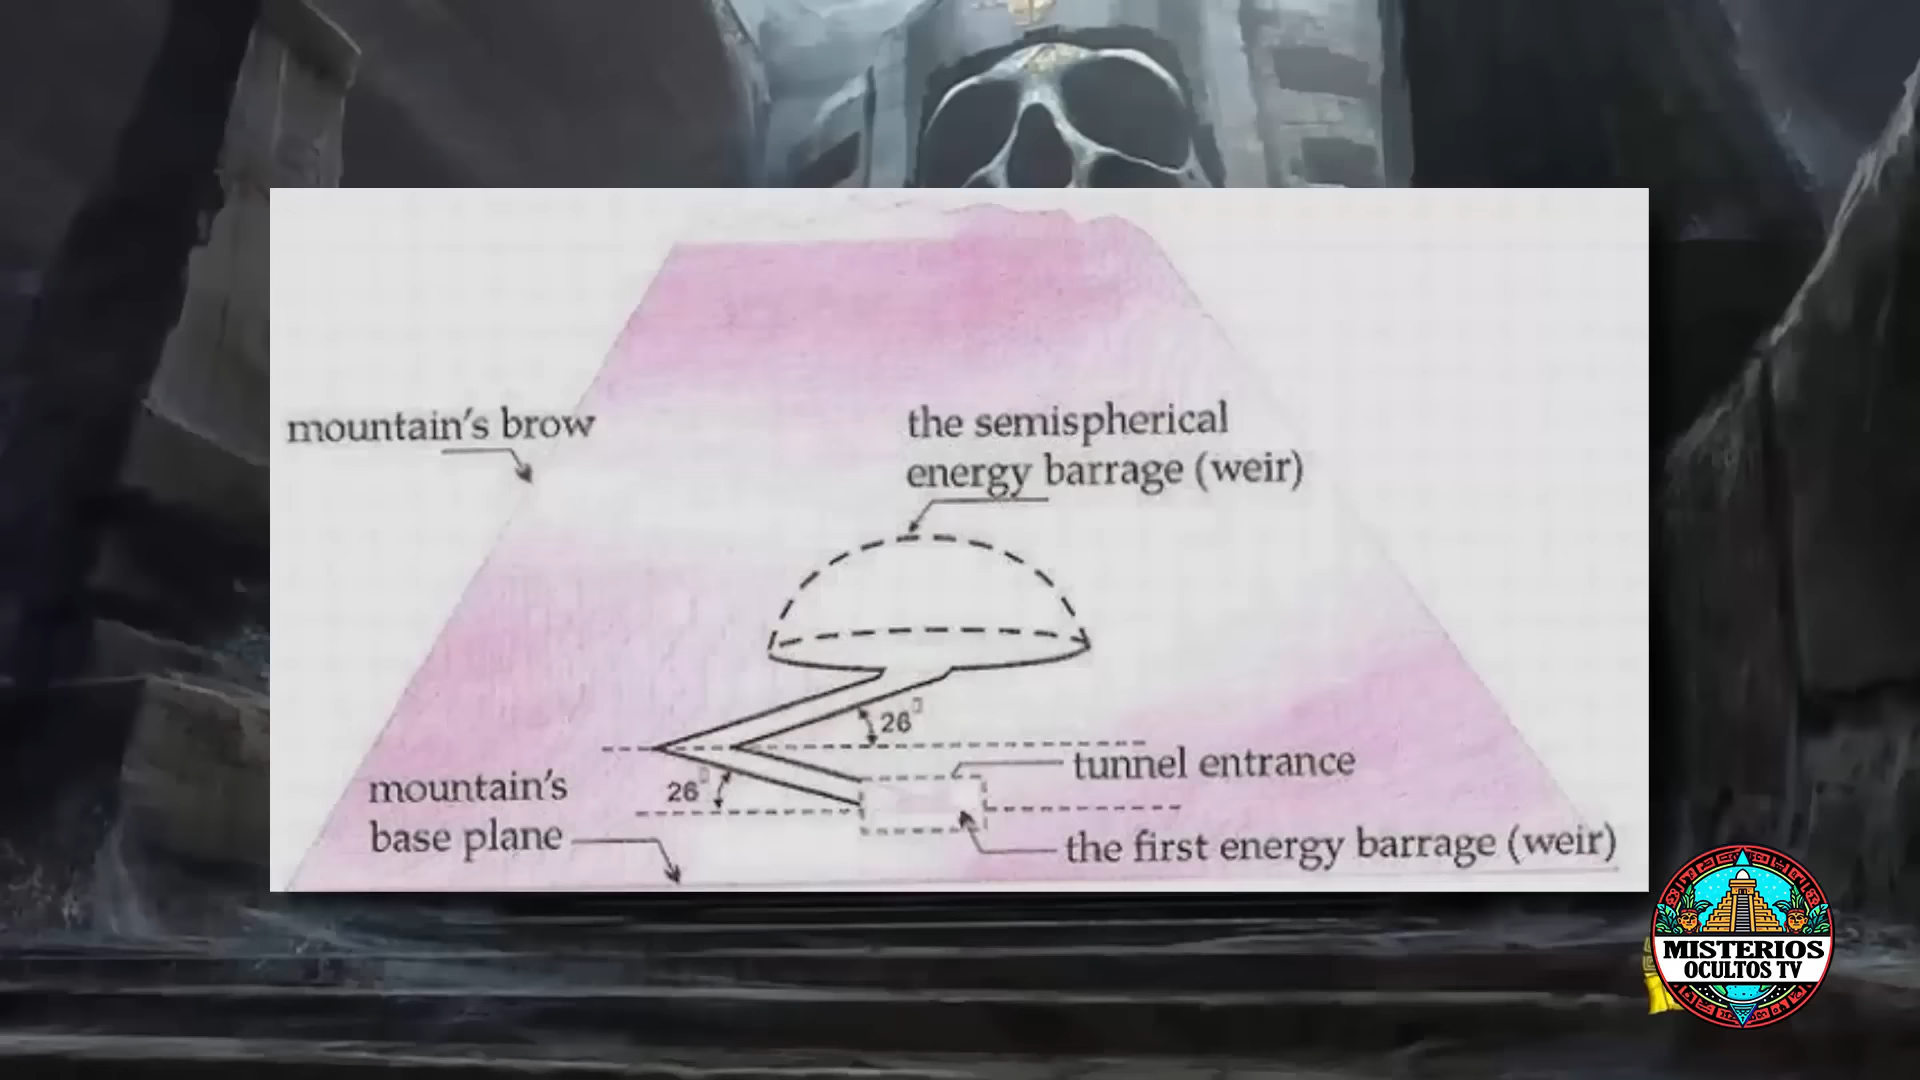 mountain's brow
the semispherical
energy barrage (weir)
26
26
tunnel entrance
mountain's
base plane
the first energy barrage (weir)
MISTERIOS
OCULTOS TV